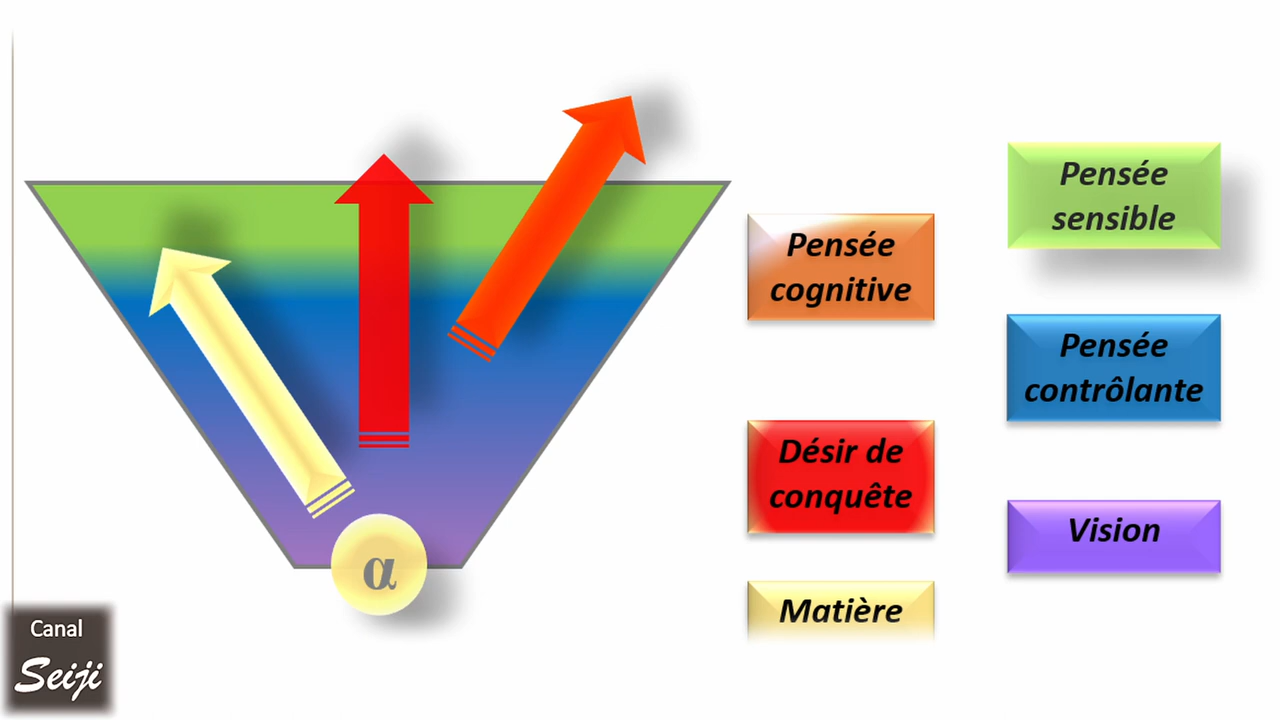 α
Pensée
cognitive
Désir de
conquête
Matière
Pensée
sensible
Pensée
contrôlante
Vision
Canal
Seiji